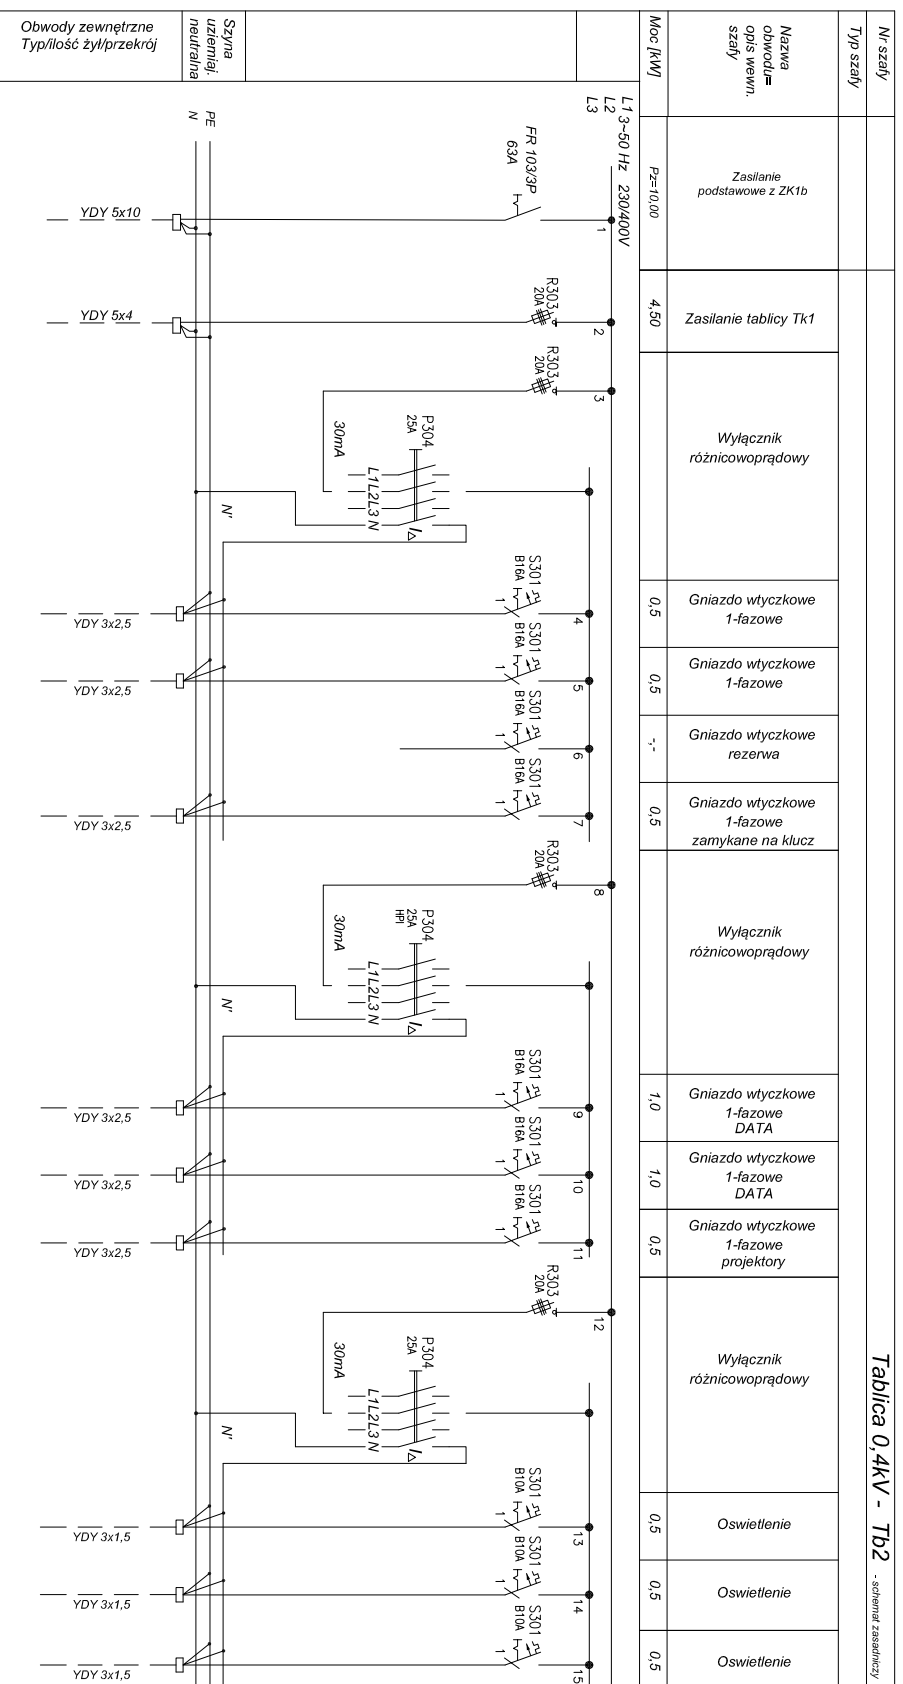 Tablica 0,4kV - Tb2 - schemat zasadniczy
Nr szafy
Typ szafy
Nazwa
obwodu=
opis wewn.
szafy
Moc [kW]
Szyna
uziemiaj.
neutralna
Obwody zewnętrzne
Typ/ilość żył/przekrój
L1 3~50 Hz 230/400V
L2
L3
PE
N
Zasilanie
podstawowe z ZK1b
Pz=10,00
1
FR 103/3P
63A
YDY 5x10
Zasilanie tablicy Tk1
4,50
2
R303
20A
YDY 5x4
Wyłącznik
różnicowoprądowy
3
R303
20A
P304
25A
30mA
L1L2L3 N
I△
N'
Gniazdo wtyczkowe
1-fazowe
0,5
4
S301
B16A
1
YDY 3x2,5
Gniazdo wtyczkowe
1-fazowe
0,5
5
S301
B16A
1
YDY 3x2,5
Gniazdo wtyczkowe
rezerwa
-,-
6
S301
B16A
1
Gniazdo wtyczkowe
1-fazowe
zamykane na klucz
0,5
7
S301
B16A
1
YDY 3x2,5
Wyłącznik
różnicowoprądowy
8
R303
20A
P304
25A
HPI
30mA
L1L2L3 N
I△
N'
Gniazdo wtyczkowe
1-fazowe
DATA
1,0
9
S301
B16A
1
YDY 3x2,5
Gniazdo wtyczkowe
1-fazowe
DATA
1,0
10
S301
B16A
1
YDY 3x2,5
Gniazdo wtyczkowe
1-fazowe
projektory
0,5
11
S301
B16A
1
YDY 3x2,5
Wyłącznik
różnicowoprądowy
12
R303
20A
P304
25A
30mA
L1L2L3 N
I△
N'
Oswietlenie
0,5
13
S301
B10A
1
YDY 3x1,5
Oswietlenie
0,5
14
S301
B10A
1
YDY 3x1,5
Oswietlenie
0,5
15
S301
B10A
1
YDY 3x1,5